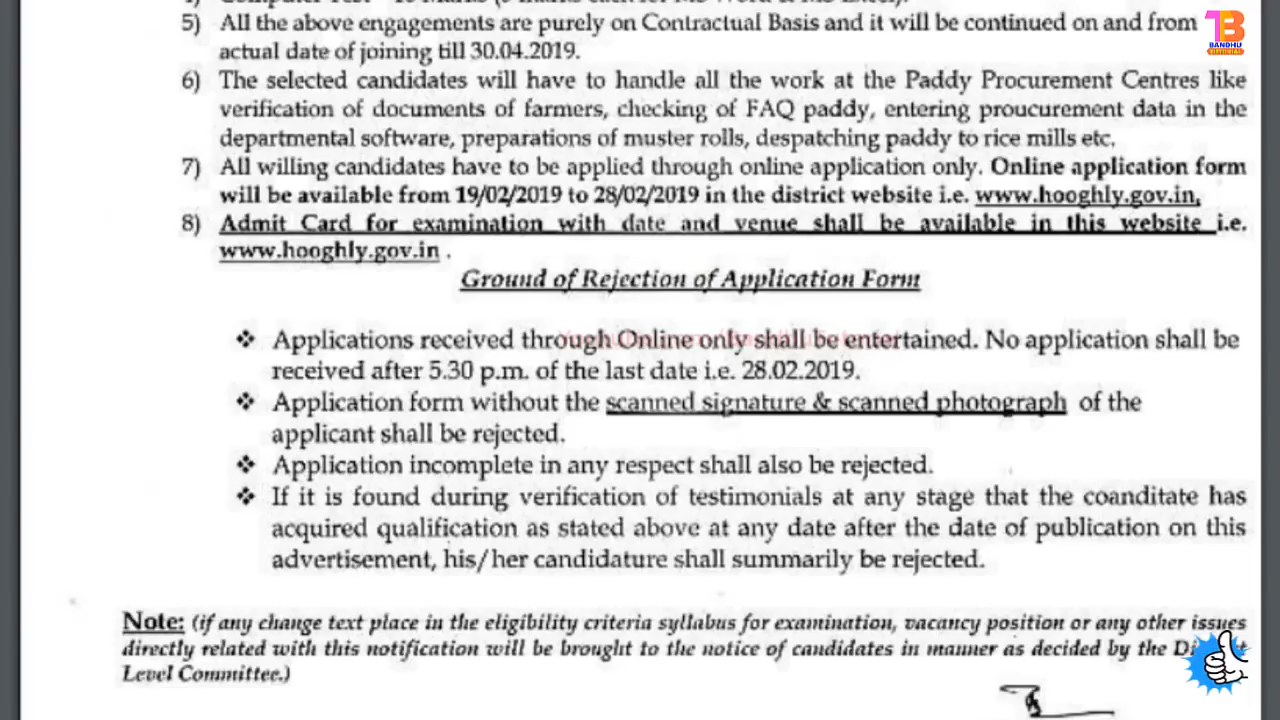 5) All the above engagements are purely on Contractual Basis and it will be continued on and from
actual date of joining till 30.04.2019.
6) The selected candidates will have to handle all the work at the Paddy Procurement Centres like
verification of documents of farmers, checking of FAQ paddy, entering proucurement data in the
departmental software, preparations of muster rolls, despatching paddy to rice mills etc.
7) All willing candidates have to be applied through online application only. Online application form
will be available from 19/02/2019 to 28/02/2019 in the district website i.e. www.hooghly.gov.in,
8) Admit Card for examination with date and venue shall be available in this website i.e.
www.hooghly.gov.in .
Ground of Rejection of Application Form
❖ Applications received through Online only shall be entertained. No application shall be
received after 5.30 p.m. of the last date i.e. 28.02.2019.
❖ Application form without the scanned signature & scanned photograph of the
applicant shall be rejected.
❖ Application incomplete in any respect shall also be rejected.
❖ If it is found during verification of testimonials at any stage that the coanditate has
acquired qualification as stated above at any date after the date of publication on this
advertisement, his/her candidature shall summarily be rejected.
Note: (if any change text place in the eligibility criteria syllabus for examination, vacancy position or any other issues
directly related with this notification will be brought to the notice of candidates in manner as decided by the
Level Committee.)
BANDHU
TUTORIAL